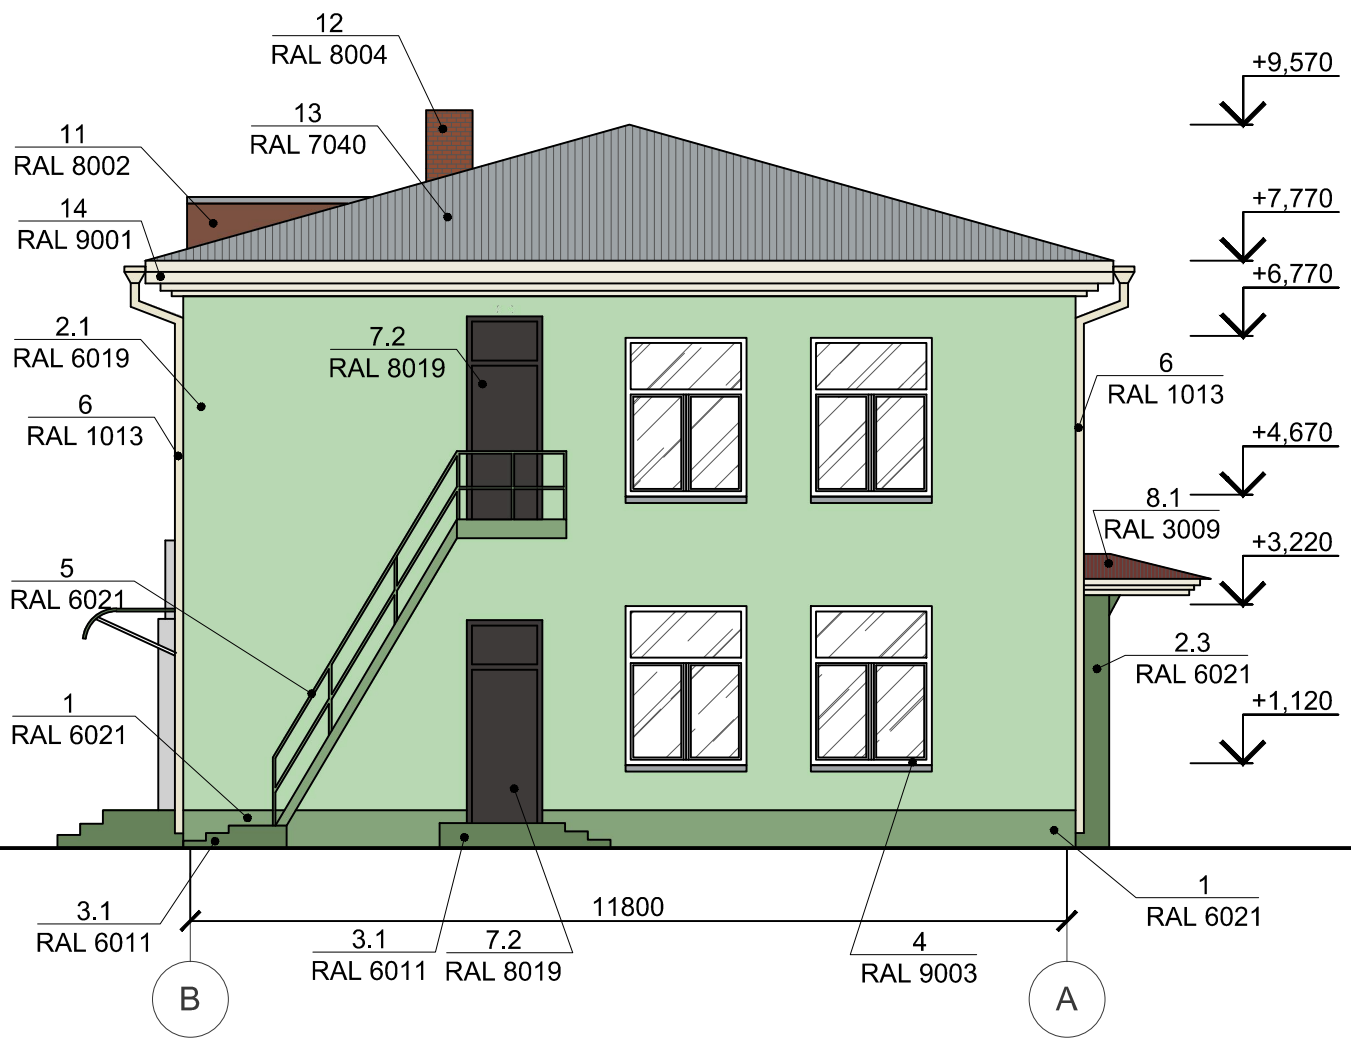 12
RAL 8004
+9,570
13
RAL 7040
11
RAL 8002
+7,770
14
RAL 9001
+6,770
2.1
RAL 6019
7.2
RAL 8019
6
RAL 1013
6
RAL 1013
+4,670
8.1
RAL 3009
+3,220
5
RAL 6021
2.3
RAL 6021
1
RAL 6021
+1,120
1
RAL 6021
11800
3.1
RAL 6011
3.1
RAL 6011
7.2
RAL 8019
4
RAL 9003
В
А